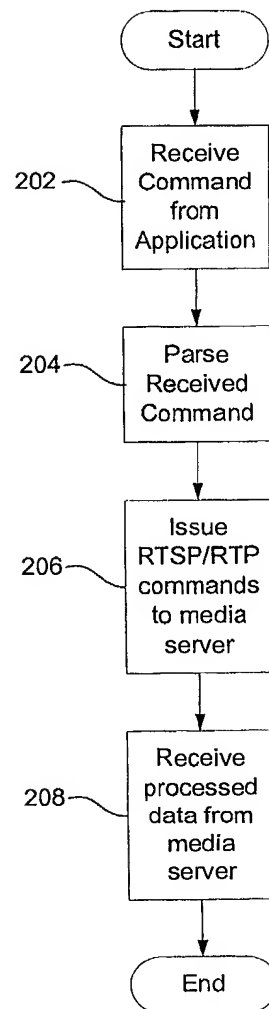 Start
202
Receive
Command
from
Application
204
Parse
Received
Command
206
Issue
RTSP/RTP
commands
to media
server
208
Receive
processed
data from
media
server
End